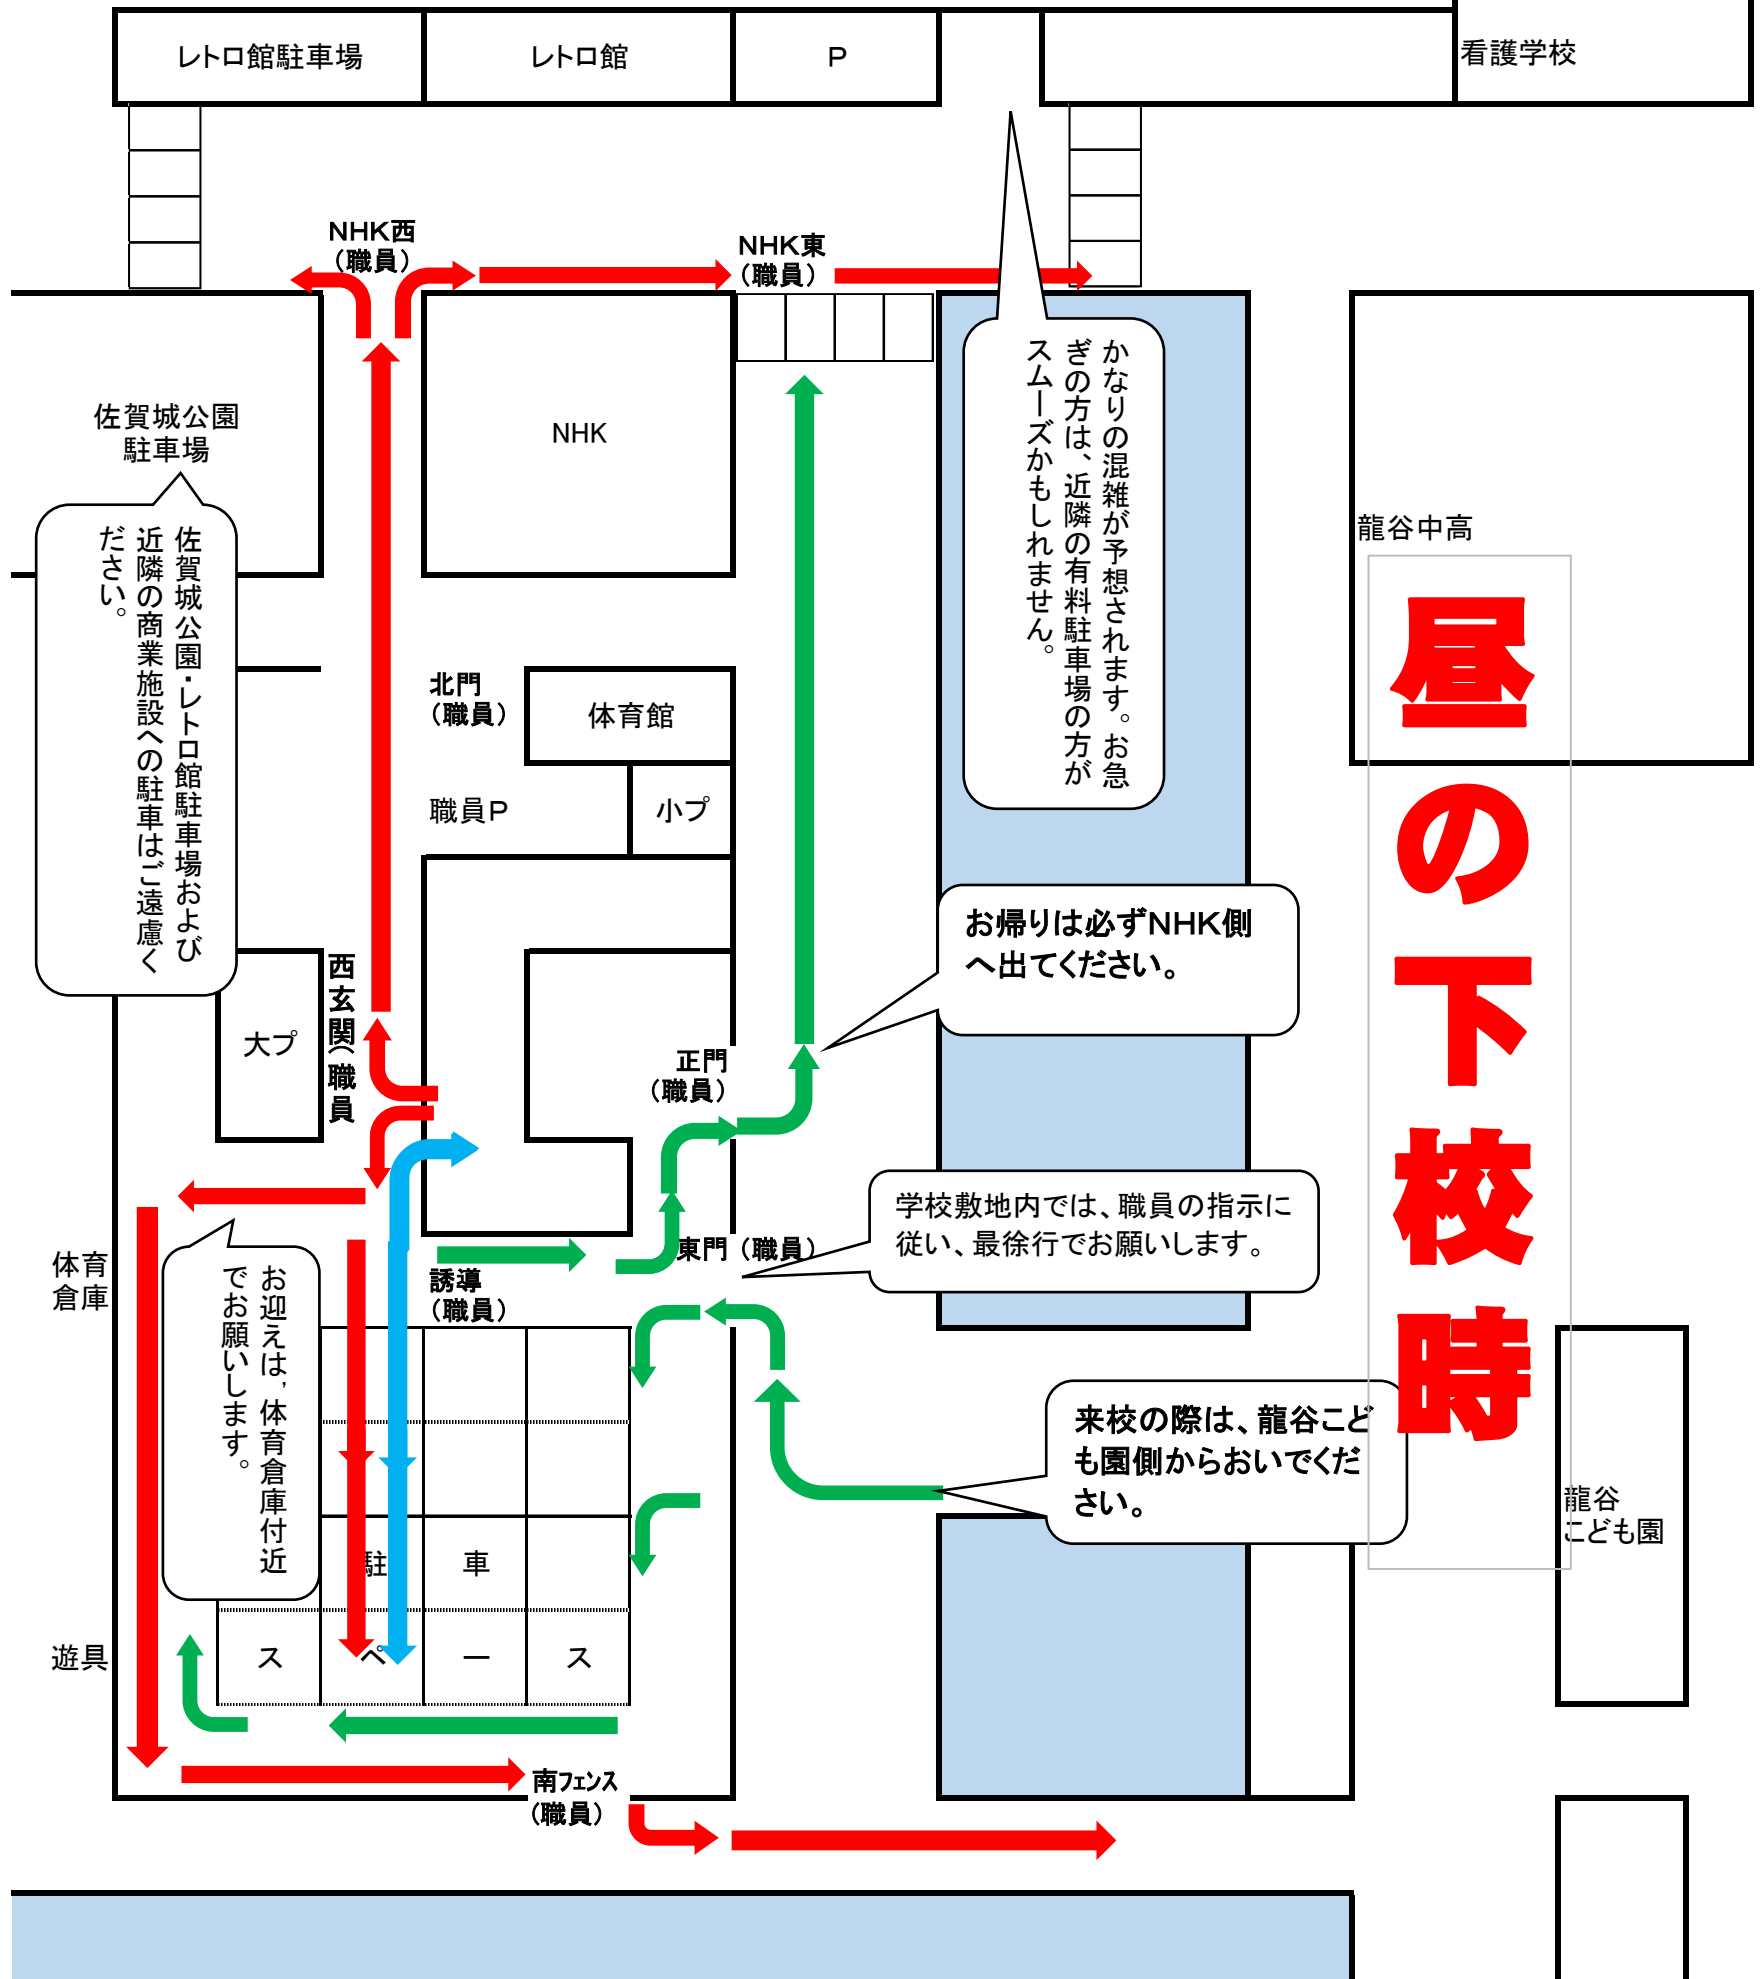 レトロ館駐車場
レトロ館
P
看護学校
NHK西
（職員）
NHK東
（職員）
佐賀城公園
駐車場
NHK
かなりの混雑が予想されます。お急
ぎの方は、近隣の有料駐車場の方が
スムーズかもしれません。
龍谷中高
佐賀城公園・レトロ館駐車場および
近隣の商業施設への駐車はご遠慮く
ださい。
昼の下校時
北門
（職員）
体育館
職員P
小プ
お帰りは必ずNHK側
へ出てください。
西玄関（職員
大プ
正門
（職員）
学校敷地内では、職員の指示に
従い、最徐行でお願いします。
東門（職員）
体育
倉庫
お迎えは，体育倉庫付近
でお願いします。
誘導
（職員）
来校の際は、龍谷こど
も園側からおいでくだ
さい。
龍谷
こども園
駐車
スペース
遊具
南フェンス
（職員）